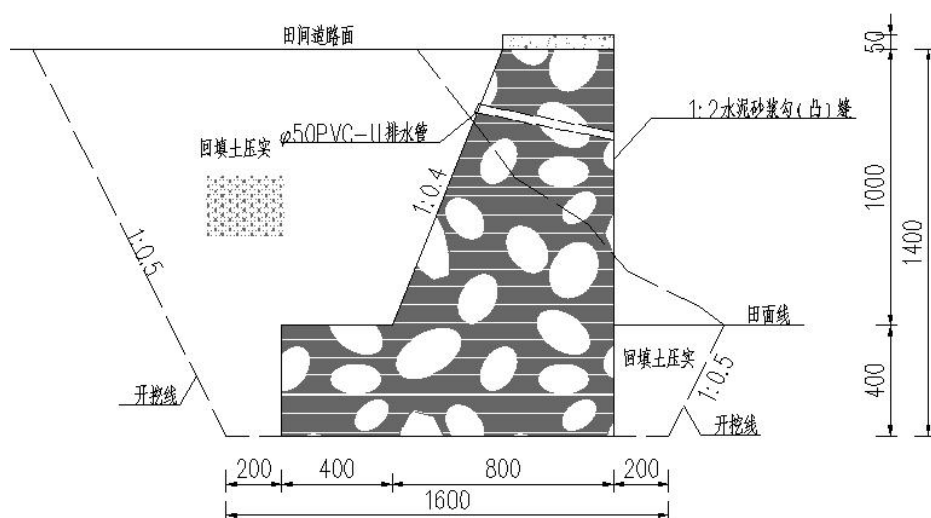 田间道路面
50
1:2水泥砂浆勾(凸)缝
φ50PVC-U排水管
回填土压实
1:0.4
1000
1400
1:0.5
田面线
回填土压实
1:0.5
400
开挖线
开挖线
200
400
800
200
1600